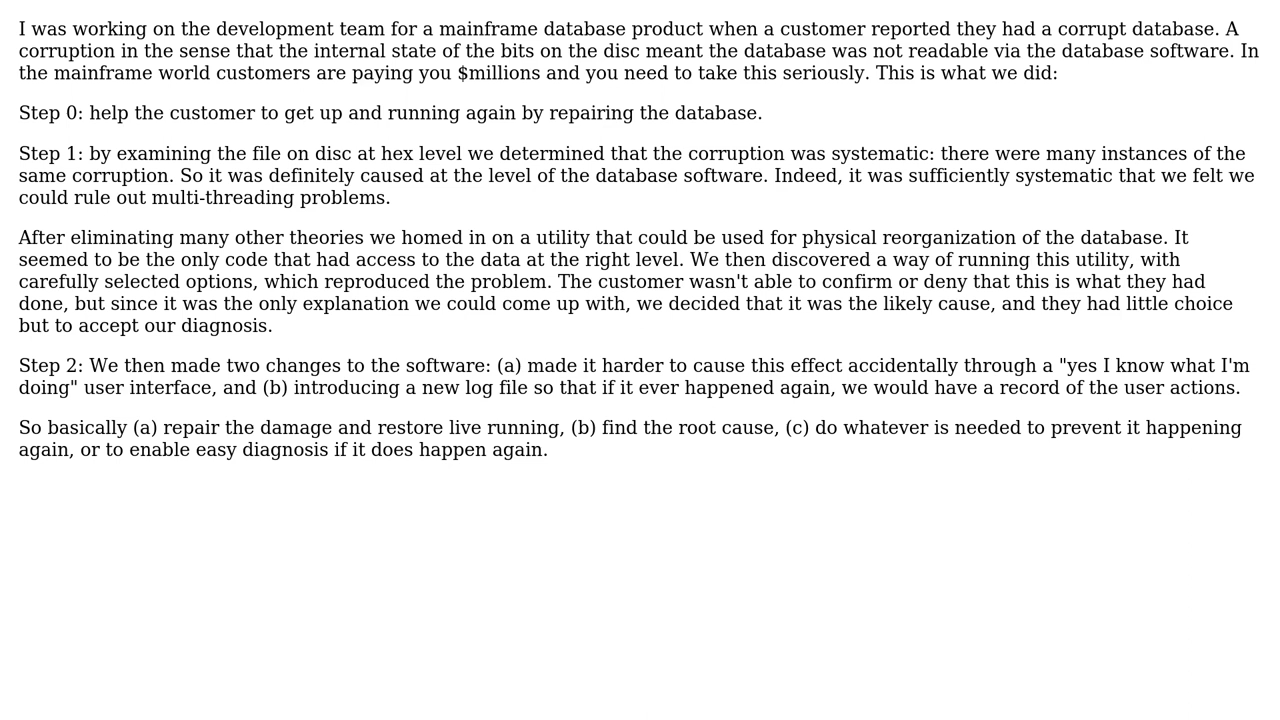 I was working on the development team for a mainframe database product when a customer reported they had a corrupt database. A
corruption in the sense that the internal state of the bits on the disc meant the database was not readable via the database software. In
the mainframe world customers are paying you $millions and you need to take this seriously. This is what we did:
Step 0: help the customer to get up and running again by repairing the database.
Step 1: by examining the file on disc at hex level we determined that the corruption was systematic: there were many instances of the
same corruption. So it was definitely caused at the level of the database software. Indeed, it was sufficiently systematic that we felt we
could rule out multi-threading problems.
After eliminating many other theories we homed in on a utility that could be used for physical reorganization of the database. It
seemed to be the only code that had access to the data at the right level. We then discovered a way of running this utility, with
carefully selected options, which reproduced the problem. The customer wasn't able to confirm or deny that this is what they had
done, but since it was the only explanation we could come up with, we decided that it was the likely cause, and they had little choice
but to accept our diagnosis.
Step 2: We then made two changes to the software: (a) made it harder to cause this effect accidentally through a "yes I know what I'm
doing" user interface, and (b) introducing a new log file so that if it ever happened again, we would have a record of the user actions.
So basically (a) repair the damage and restore live running, (b) find the root cause, (c) do whatever is needed to prevent it happening
again, or to enable easy diagnosis if it does happen again.